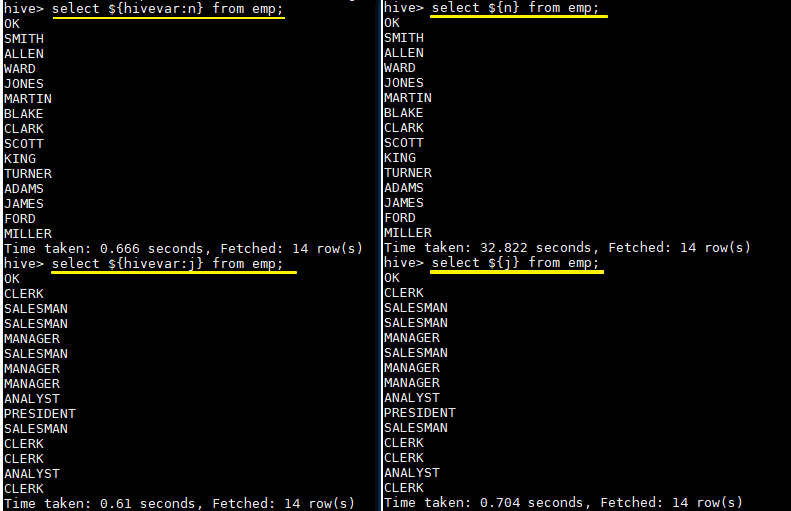 hive> select ${hivevar:n} from emp;
OK
SMITH
ALLEN
WARD
JONES
MARTIN
BLAKE
CLARK
SCOTT
KING
TURNER
ADAMS
JAMES
FORD
MILLER
Time taken: 0.666 seconds, Fetched: 14 row(s)
hive> select ${hivevar:j} from emp;
OK
CLERK
SALESMAN
SALESMAN
MANAGER
SALESMAN
MANAGER
MANAGER
ANALYST
PRESIDENT
SALESMAN
CLERK
CLERK
ANALYST
CLERK
Time taken: 0.61 seconds, Fetched: 14 row(s)
hive> select ${n} from emp;
OK
SMITH
ALLEN
WARD
JONES
MARTIN
BLAKE
CLARK
SCOTT
KING
TURNER
ADAMS
JAMES
FORD
MILLER
Time taken: 32.822 seconds, Fetched: 14 row(s)
hive> select ${j} from emp;
OK
CLERK
SALESMAN
SALESMAN
MANAGER
SALESMAN
MANAGER
MANAGER
ANALYST
PRESIDENT
SALESMAN
CLERK
CLERK
ANALYST
CLERK
Time taken: 0.704 seconds, Fetched: 14 row(s)